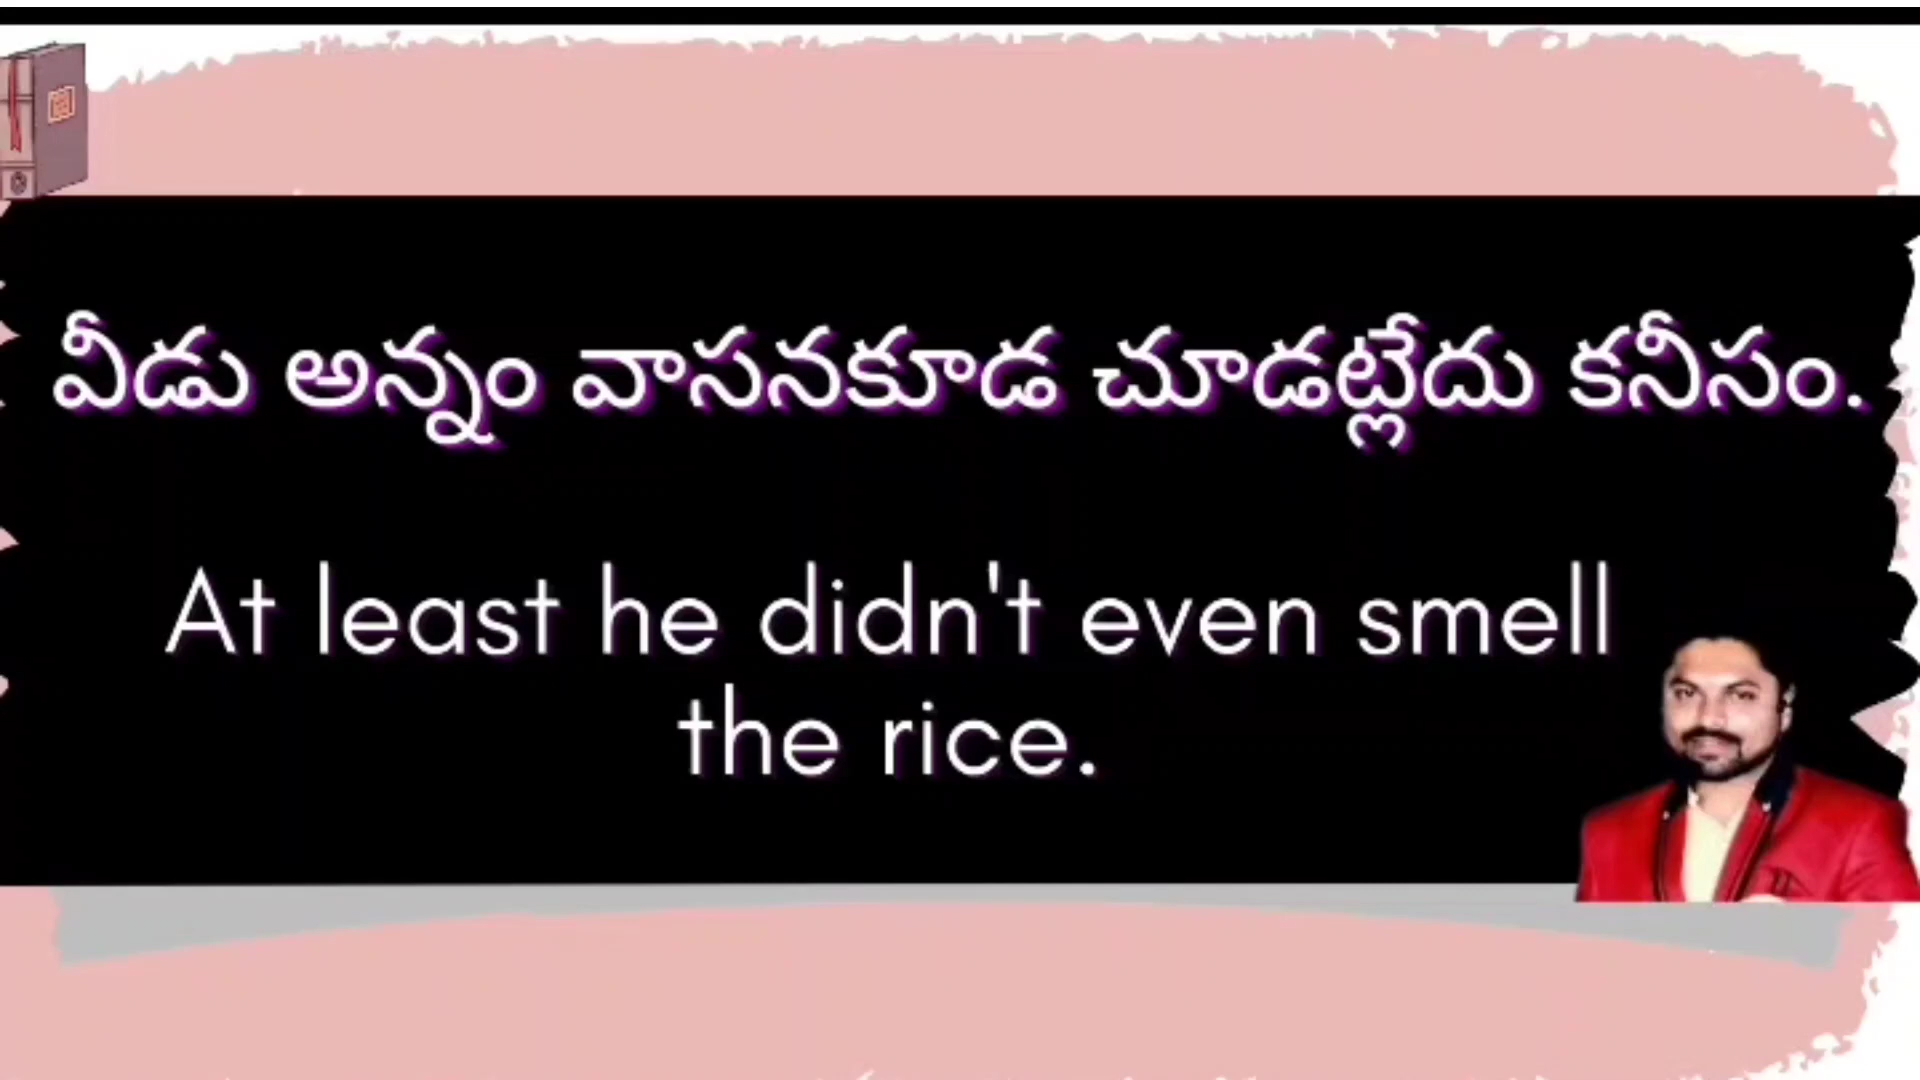 వీడు అన్నం వాసనకూడ చూడట్లేదు కనీసం.
At least he didn't even smell
the rice.